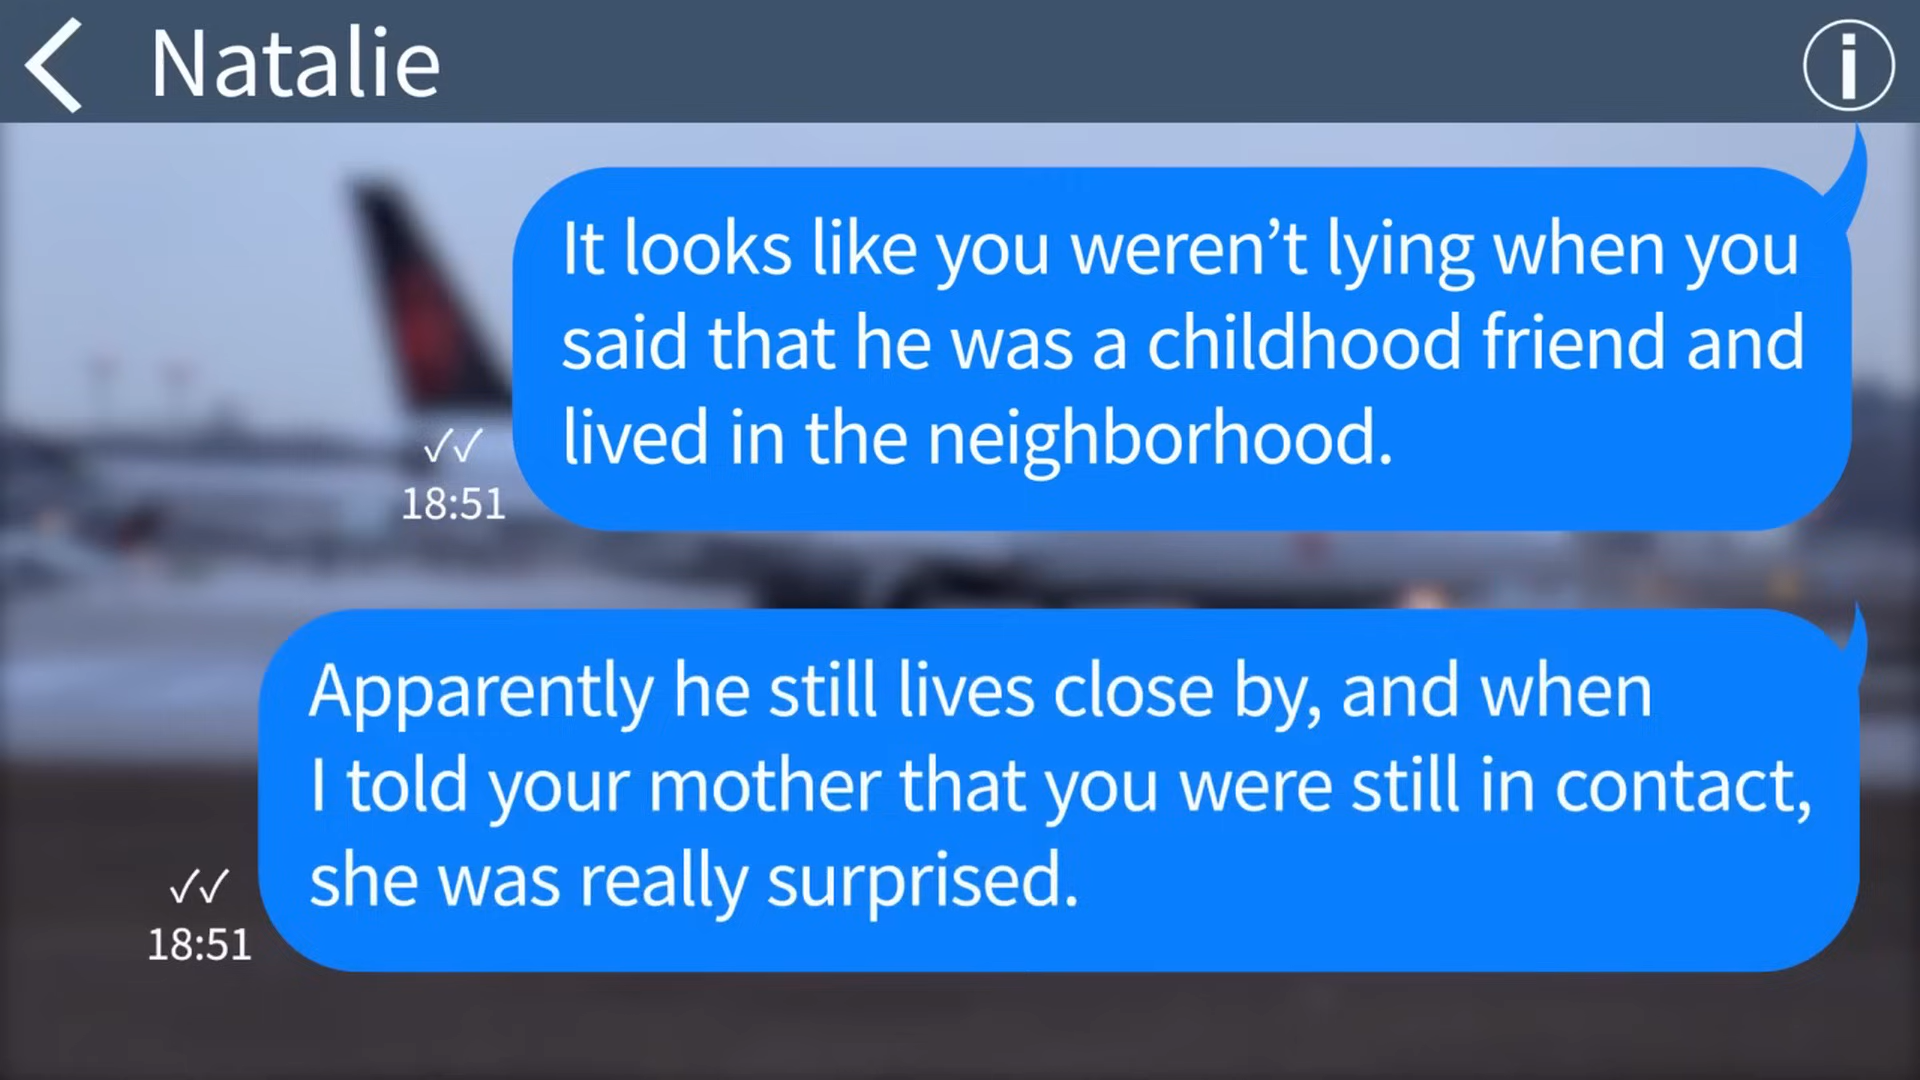 Natalie
It looks like you weren’t lying when you
said that he was a childhood friend and
lived in the neighborhood.
✓✓
18:51
Apparently he still lives close by, and when
I told your mother that you were still in contact,
she was really surprised.
✓✓
18:51